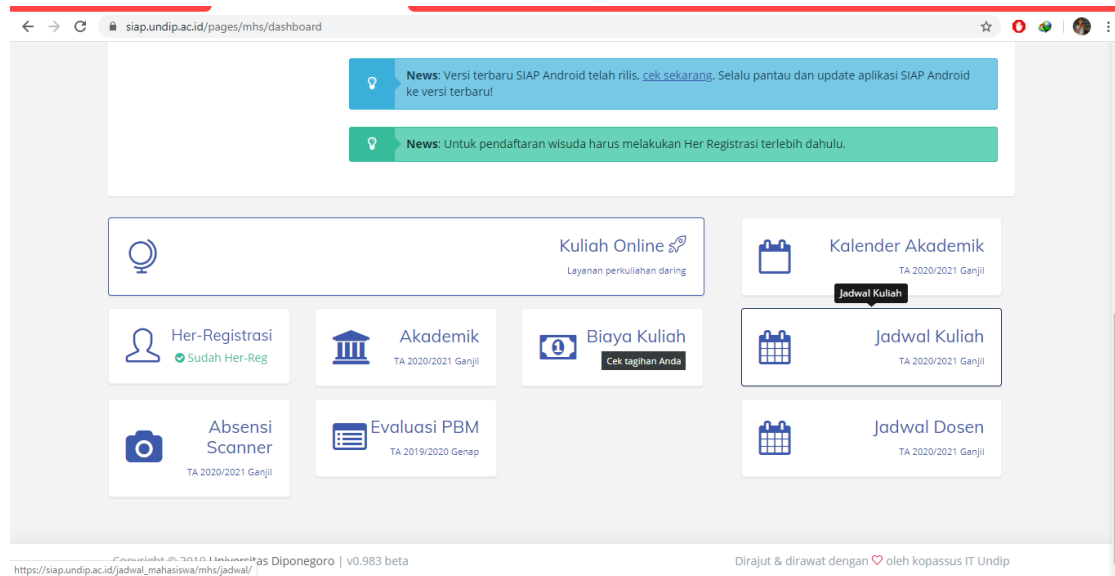 siap.undip.ac.id/pages/mhs/dashboard
News: Versi terbaru SIAP Android telah rilis, cek sekarang. Selalu pantau dan update aplikasi SIAP Android
ke versi terbaru!
News: Untuk pendaftaran wisuda harus melakukan Her Registrasi terlebih dahulu.
Kuliah Online
Layanan perkuliahan daring
Kalender Akademik
TA 2020/2021 Ganjil
Jadwal Kuliah
Her-Registrasi
Sudah Her-Reg
Akademik
TA 2020/2021 Ganjil
Biaya Kuliah
Cek tagihan Anda
Jadwal Kuliah
TA 2020/2021 Ganjil
Absensi
Scanner
TA 2020/2021 Ganjil
Evaluasi PBM
TA 2019/2020 Genap
Jadwal Dosen
TA 2020/2021 Ganjil
Copyright © 2019 Universitas Diponegoro | v0.983 beta
Dirajut & dirawat dengan ♡ oleh kopassus IT Undip
https://siap.undip.ac.id/jadwal_mahasiswa/mhs/jadwal/